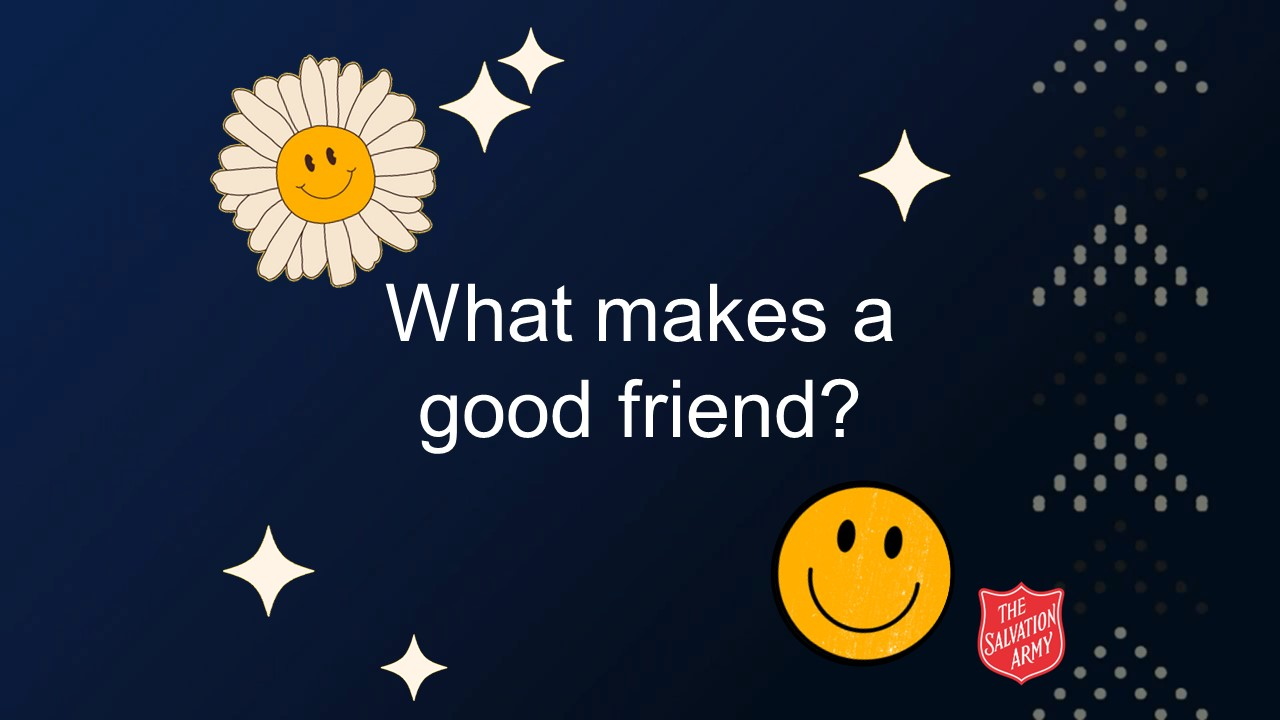 What makes a
good friend?
THE
SALVATION
ARMY